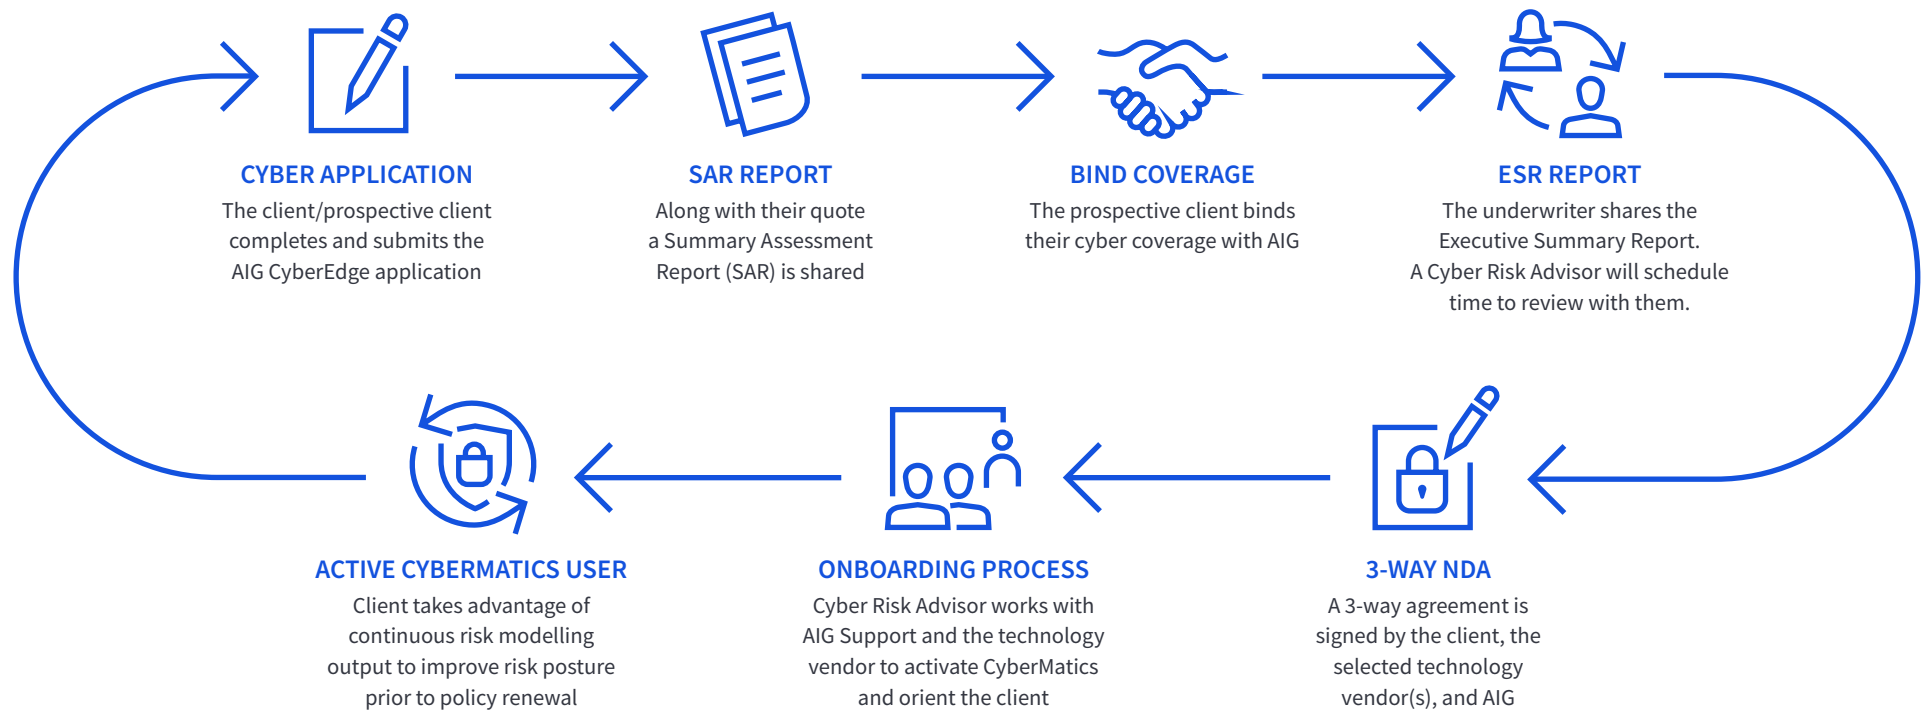 CYBER APPLICATION
The client/prospective client
completes and submits the
AIG CyberEdge application
SAR REPORT
Along with their quote
a Summary Assessment
Report (SAR) is shared
BIND COVERAGE
The prospective client binds
their cyber coverage with AIG
ESR REPORT
The underwriter shares the
Executive Summary Report.
A Cyber Risk Advisor will schedule
time to review with them.
3-WAY NDA
A 3-way agreement is
signed by the client, the
selected technology
vendor(s), and AIG
ONBOARDING PROCESS
Cyber Risk Advisor works with
AIG Support and the technology
vendor to activate CyberMatics
and orient the client
ACTIVE CYBERMATICS USER
Client takes advantage of
continuous risk modelling
output to improve risk posture
prior to policy renewal